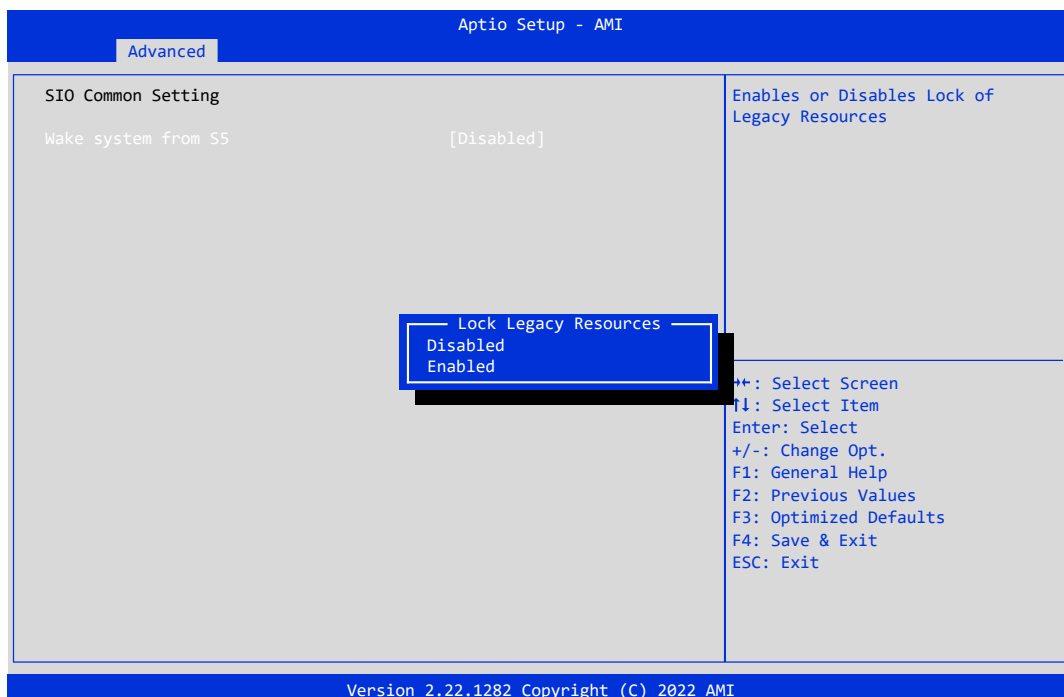 Aptio Setup - AMI
Advanced
SIO Common Setting
Wake system from S5 [Disabled]
Enables or Disables Lock of
Legacy Resources
Lock Legacy Resources
Disabled
Enabled
→←: Select Screen
↑↓: Select Item
Enter: Select
+/-: Change Opt.
F1: General Help
F2: Previous Values
F3: Optimized Defaults
F4: Save & Exit
ESC: Exit
Version 2.22.1282 Copyright (C) 2022 AMI